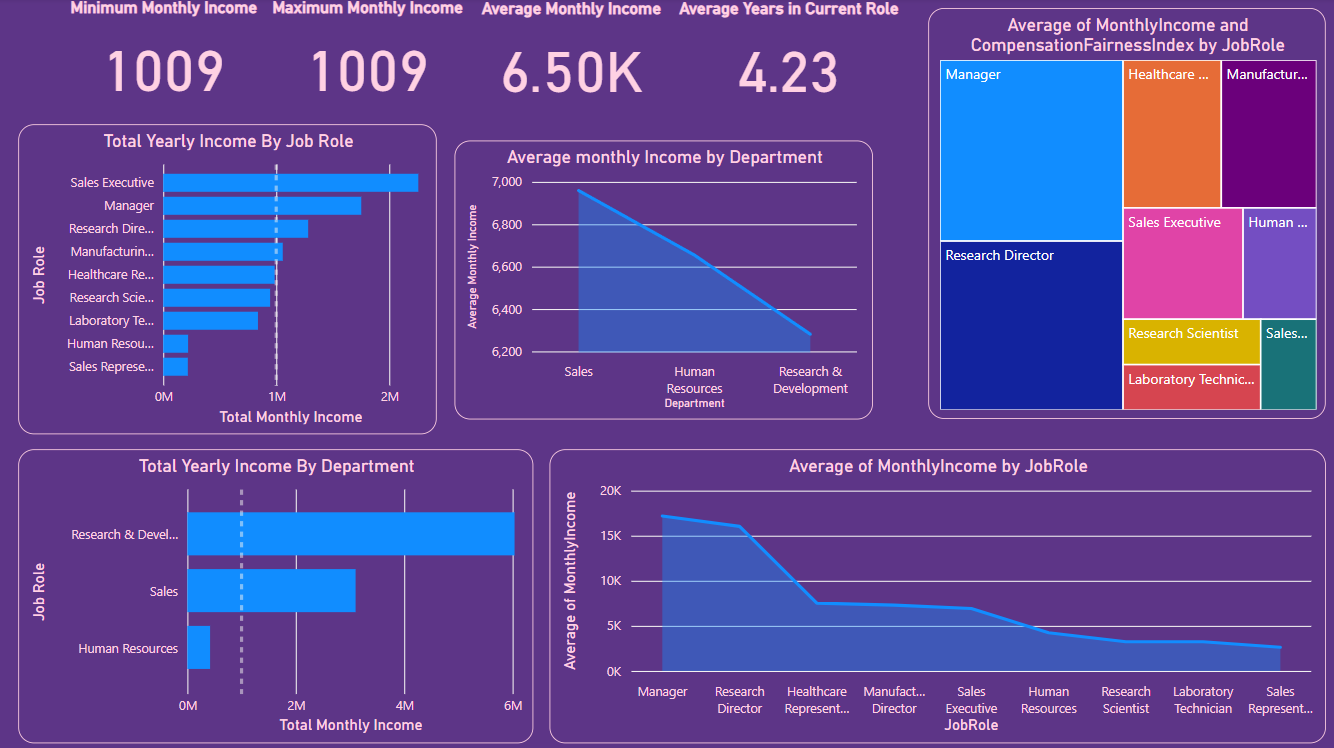 Minimum Monthly Income
Maximum Monthly Income
Average Monthly Income
Average Years in Current Role
1009
1009
6.50K
4.23
Total Yearly Income By Job Role
Job Role
Sales Executive
Manager
Research Dire...
Manufacturin...
Healthcare Re...
Research Scie...
Laboratory Te...
Human Resou...
Sales Represe...
0M
1M
2M
Total Monthly Income
Average monthly Income by Department
Average Monthly Income
7,000
6,800
6,600
6,400
6,200
Sales
Human
Resources
Research &
Development
Department
Average of MonthlyIncome and
CompensationFairnessIndex by JobRole
Manager
Healthcare ...
Manufactur...
Research Director
Sales Executive
Human ...
Research Scientist
Sales...
Laboratory Technic...
Total Yearly Income By Department
Job Role
Research & Devel...
Sales
Human Resources
0M
2M
4M
6M
Total Monthly Income
Average of MonthlyIncome by JobRole
Average of MonthlyIncome
20K
15K
10K
5K
0K
Manager
Research
Director
Healthcare
Represent...
Manufact...
Director
Sales
Executive
Human
Resources
Research
Scientist
Laboratory
Technician
Sales
Represent...
JobRole